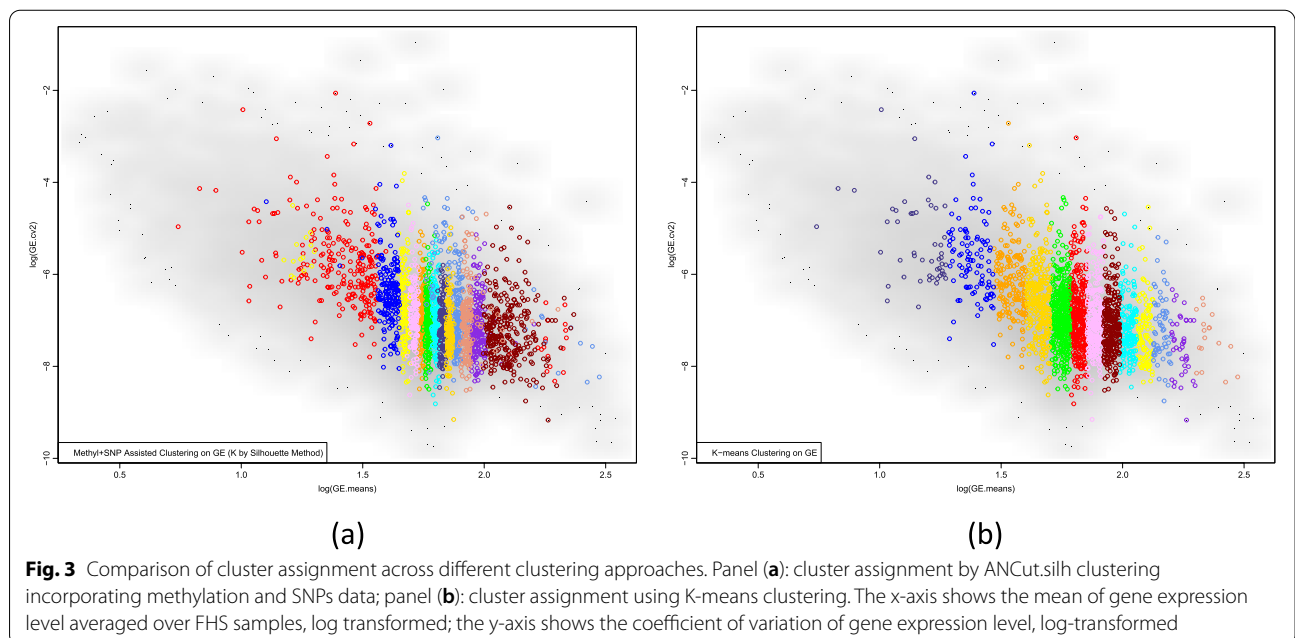 −2
−4
−6
−8
−10
log(GE.cv2)
Methyl+SNP Assisted Clustering on GE (K by Silhouette Method)
0.5 1.0 1.5 2.0 2.5
log(GE.means)
(a)
−2
−4
−6
−8
−10
log(GE.cv2)
K−means Clustering on GE
0.5 1.0 1.5 2.0 2.5
log(GE.means)
(b)
Fig. 3 Comparison of cluster assignment across different clustering approaches. Panel (a): cluster assignment by ANCut.silh clustering
incorporating methylation and SNPs data; panel (b): cluster assignment using K-means clustering. The x-axis shows the mean of gene expression
level averaged over FHS samples, log transformed; the y-axis shows the coefficient of variation of gene expression level, log-transformed